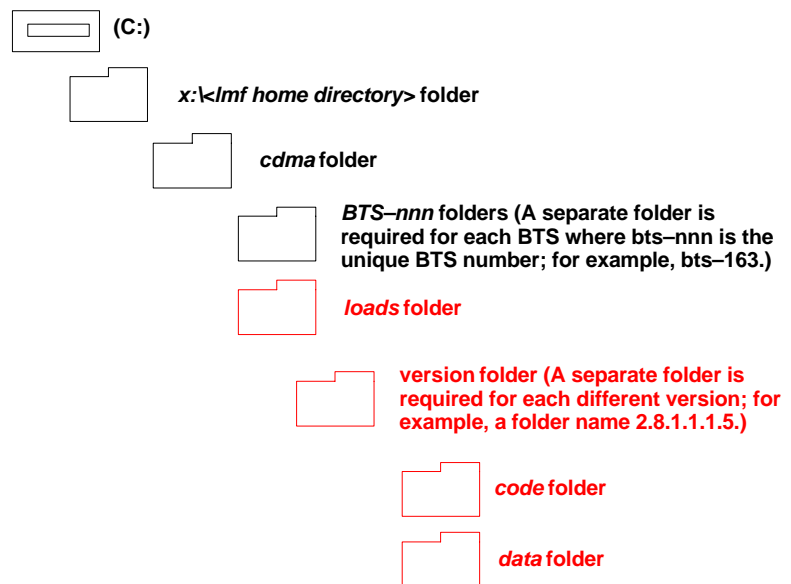 (C:)
x:\<lmf home directory> folder
cdma folder
BTS–nnn folders (A separate folder is
required for each BTS where bts–nnn is the
unique BTS number; for example, bts–163.)
loads folder
version folder (A separate folder is
required for each different version; for
example, a folder name 2.8.1.1.1.5.)
code folder
data folder